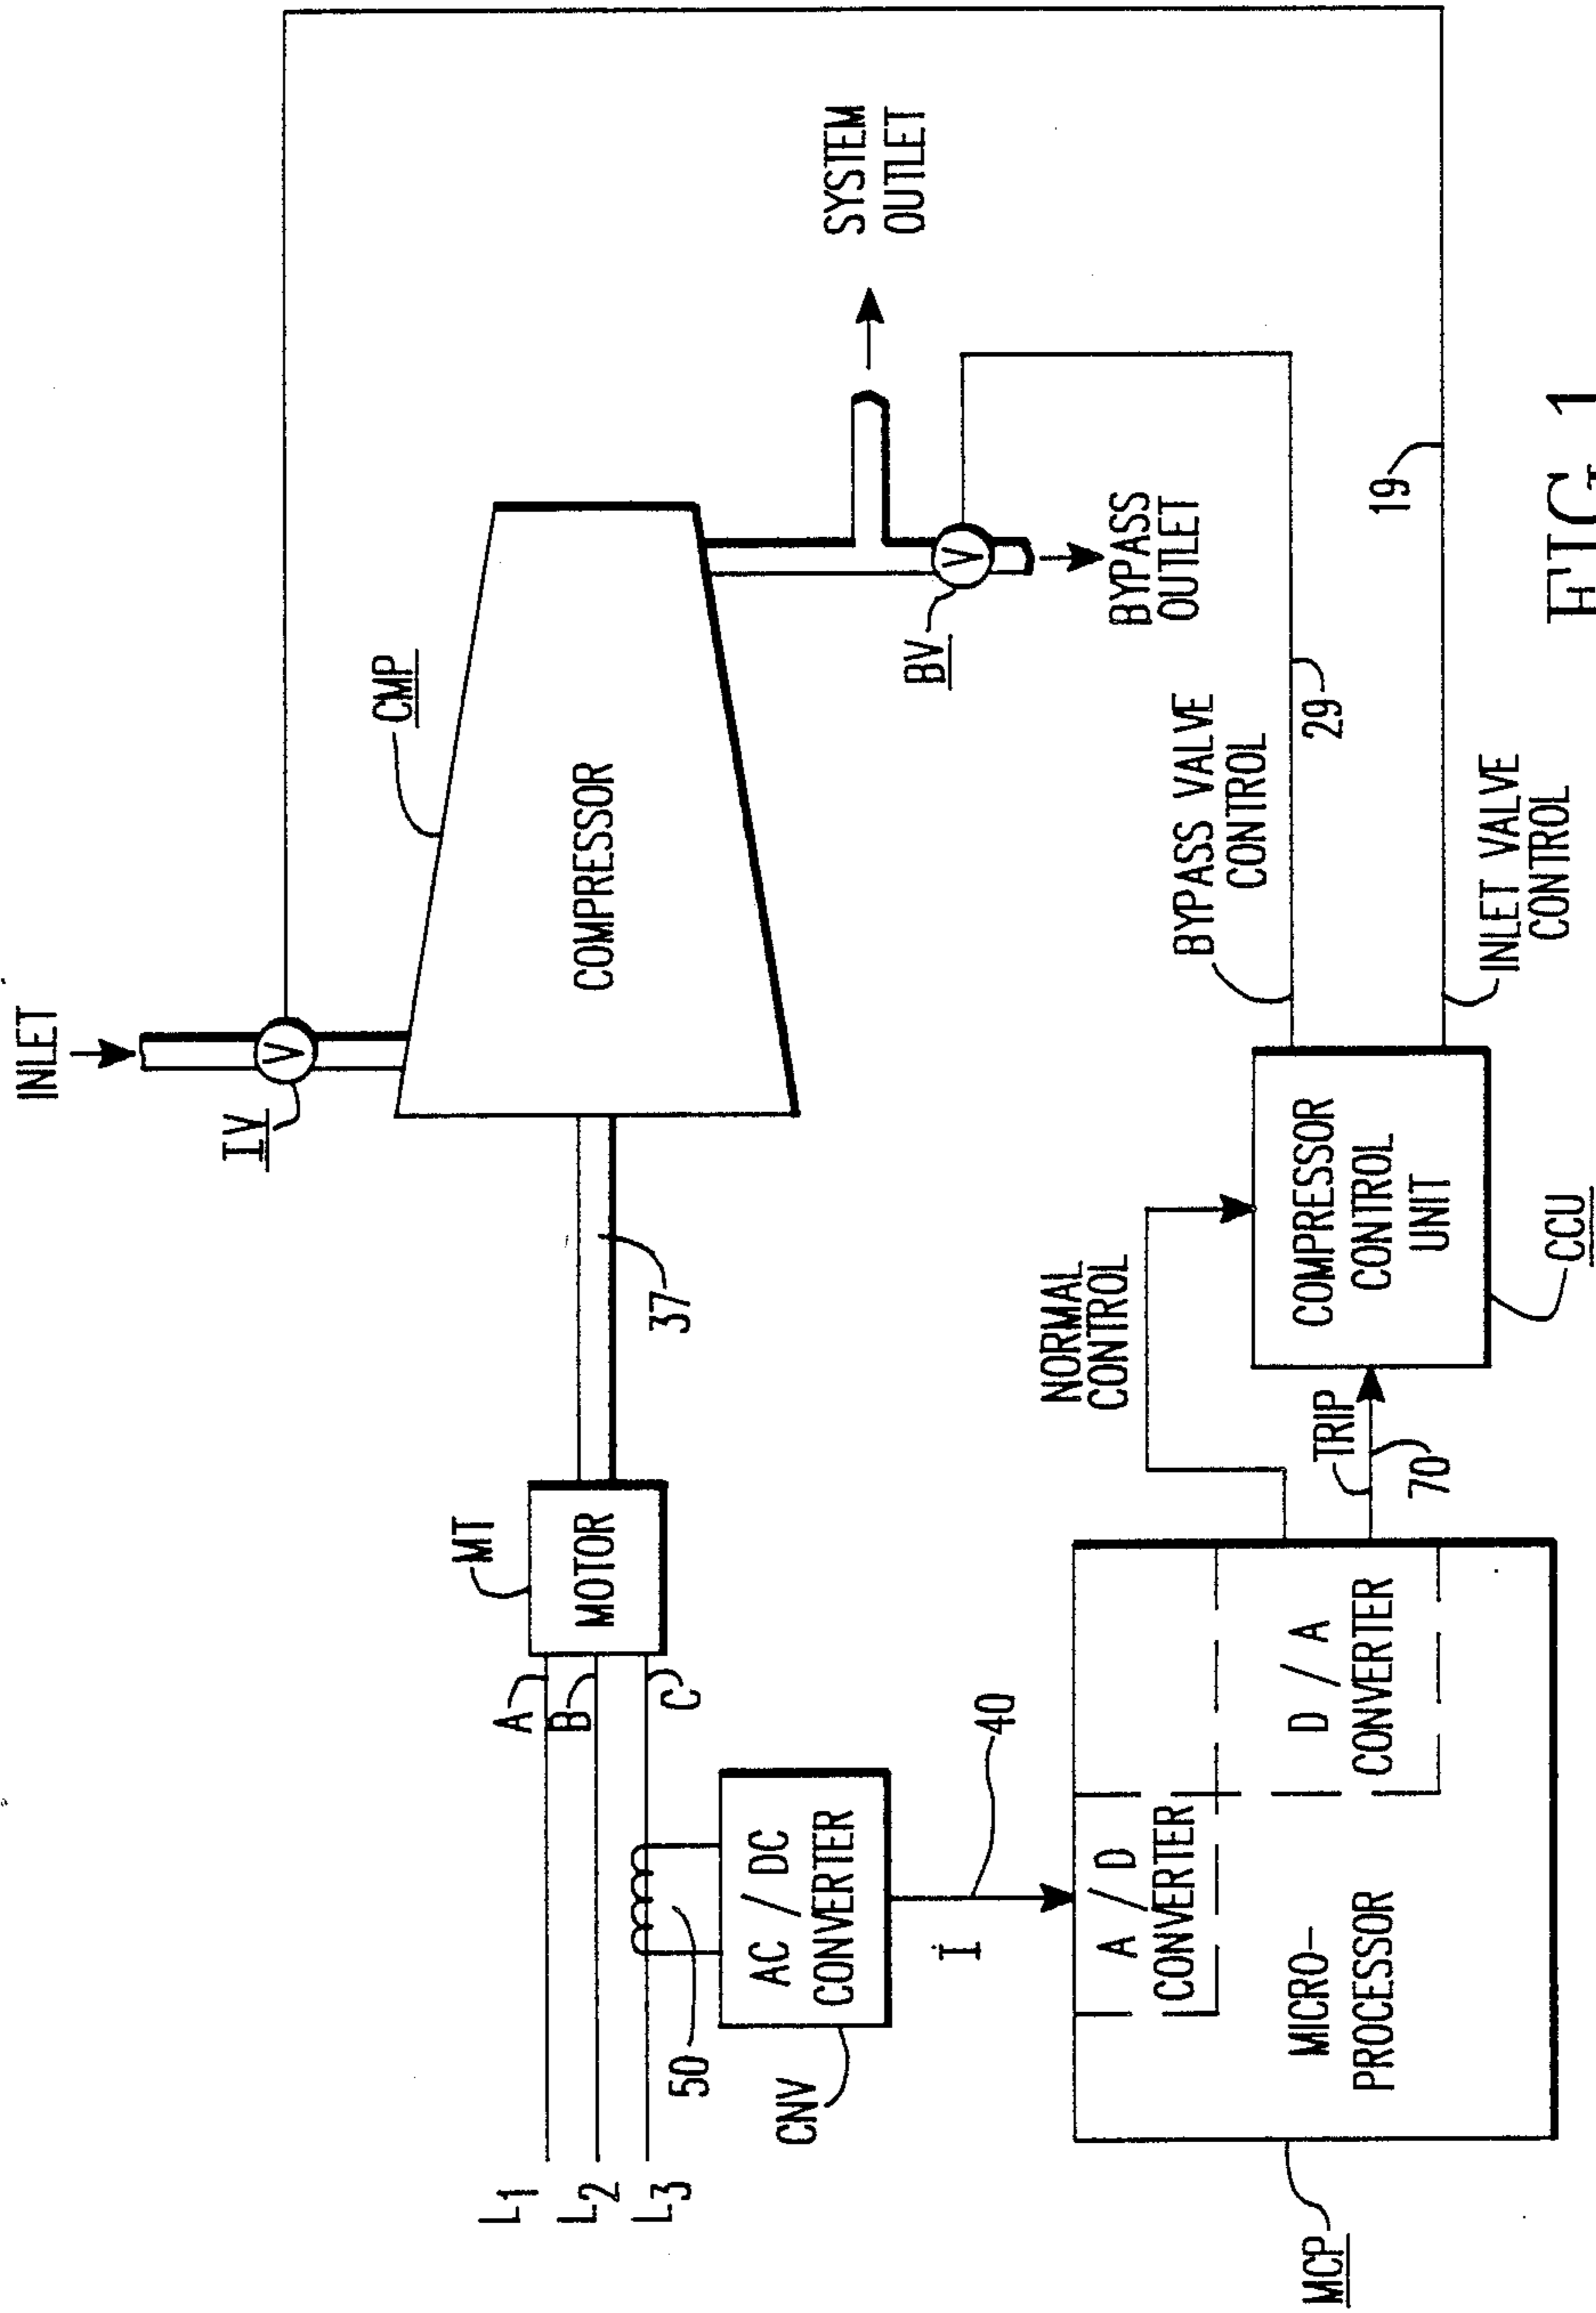 INLET
IV
CMP
COMPRESSOR
SYSTEM
OUTLET
MT
MOTOR
37
L1
L2
L3
A
B
C
50
AC / DC
CONVERTER
CNV
I
40
BV
BYPASS
OUTLET
NORMAL
CONTROL
BYPASS VALVE
CONTROL
29
19
A / D
CONVERTER
D / A
CONVERTER
MICRO-
PROCESSOR
MCP
TRIP
70
COMPRESSOR
CONTROL
UNIT
CCU
INLET VALVE
CONTROL
V
V
FIG. 1